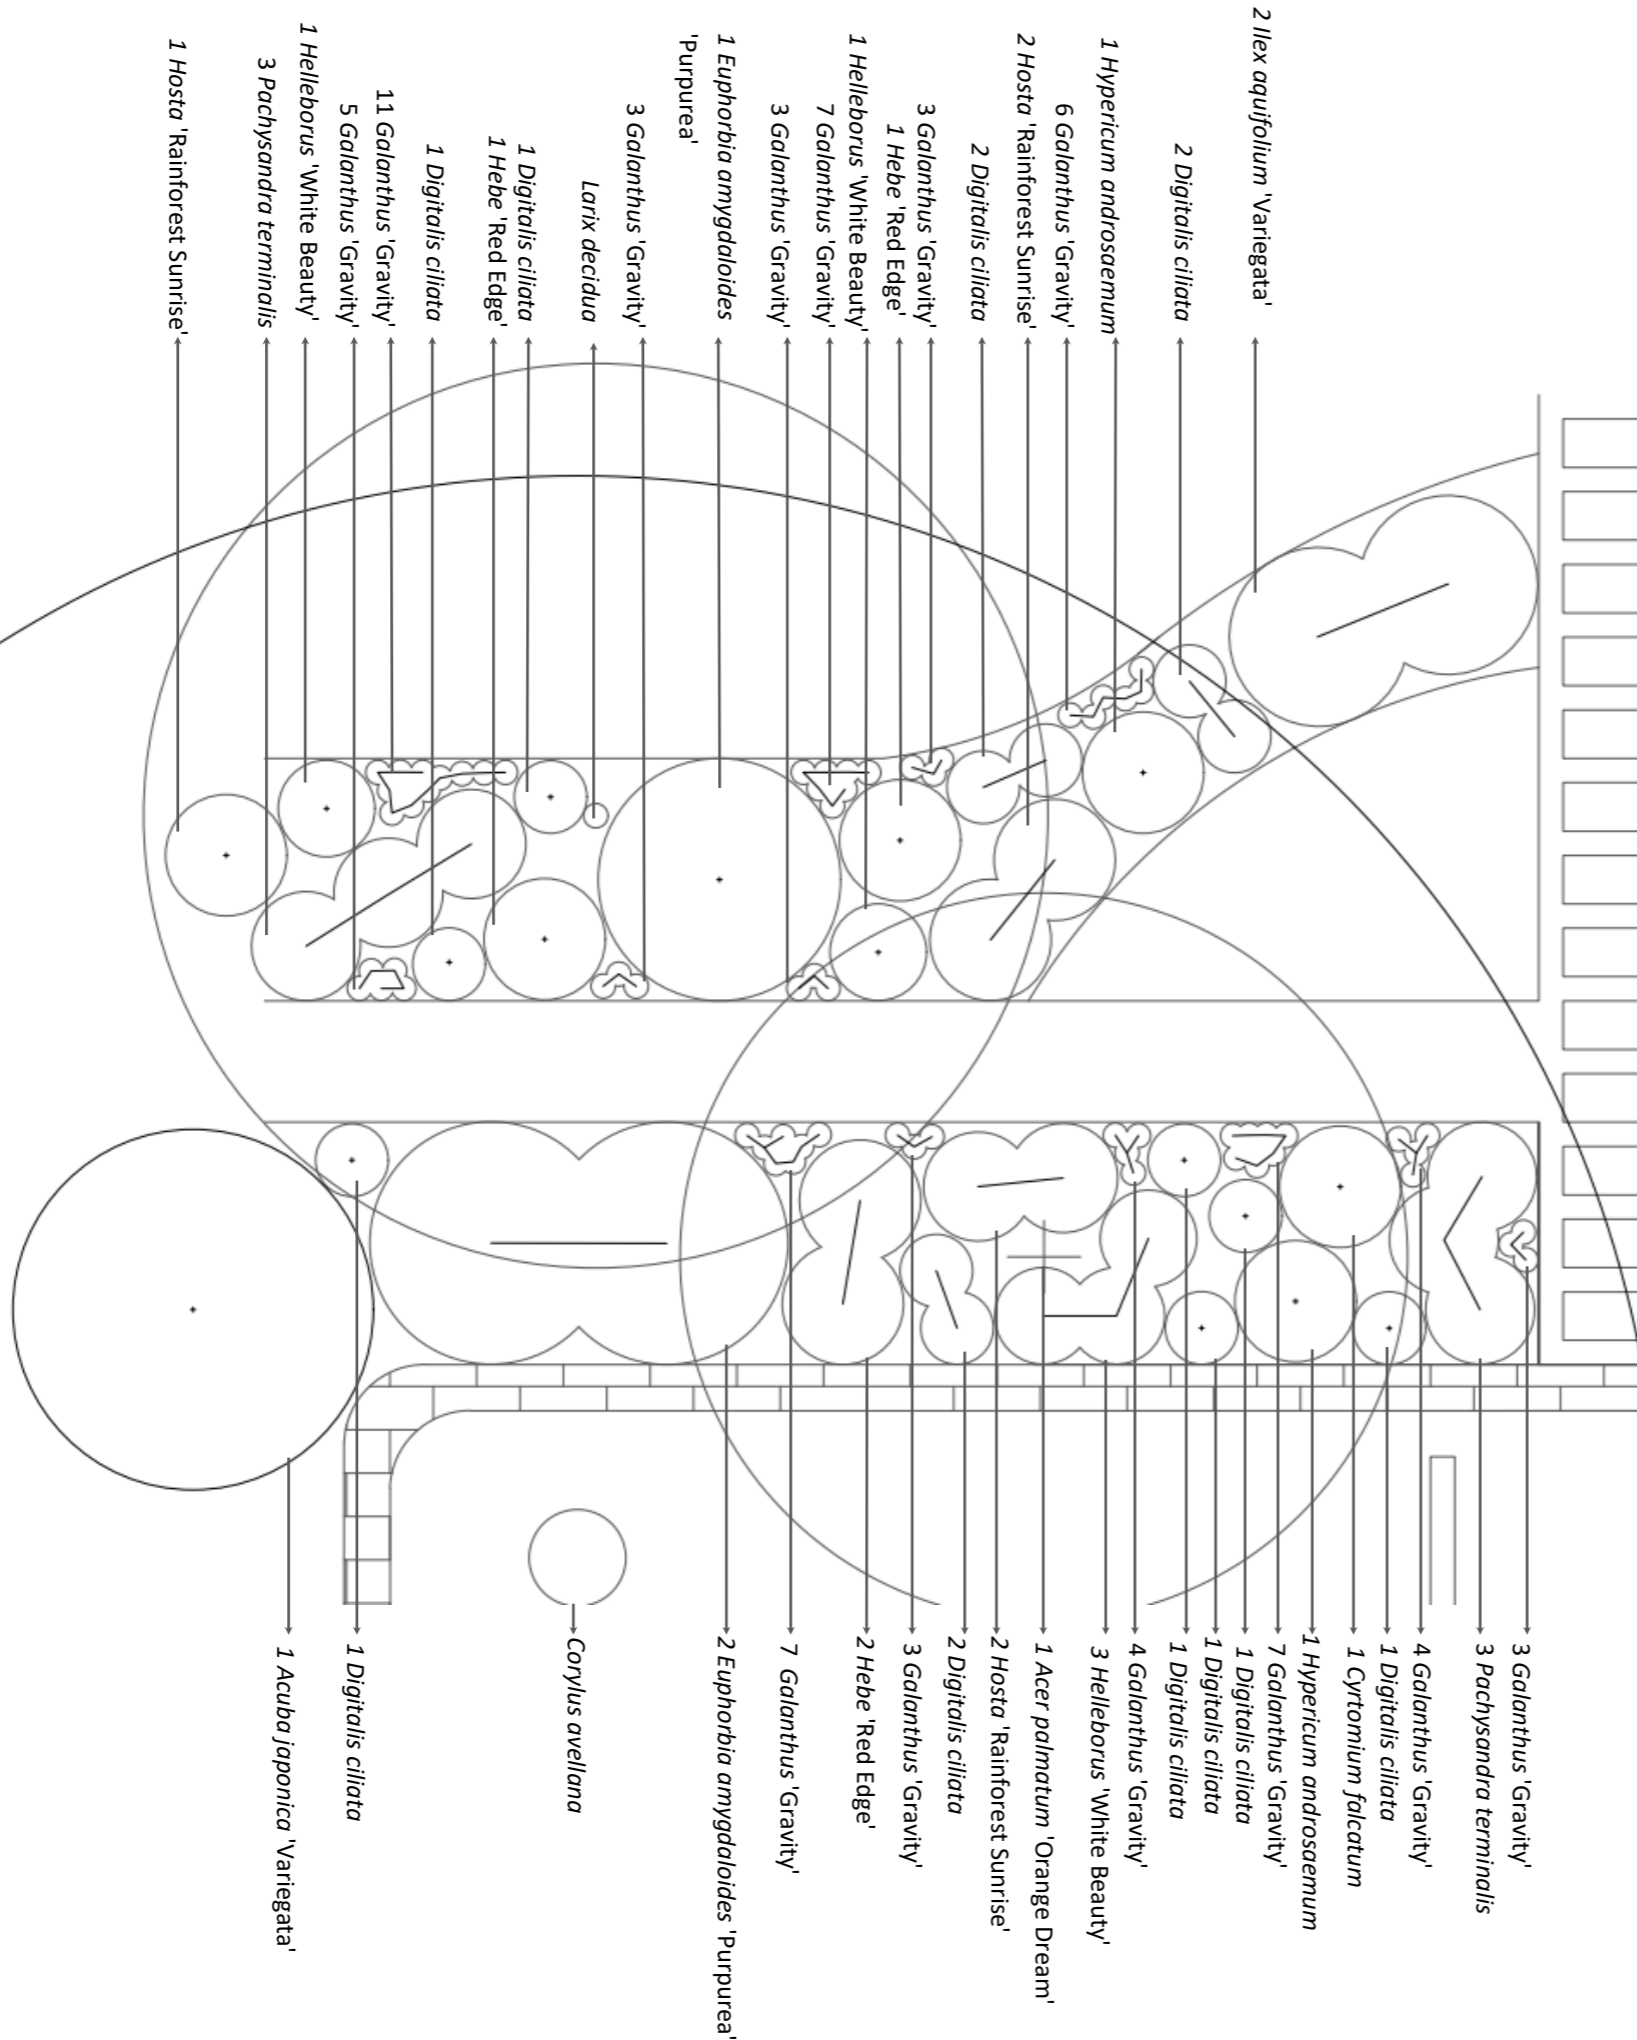 1 Hosta 'Rainforest Sunrise'
3 Pachysandra terminalis
1 Helleborus 'White Beauty'
5 Galanthus 'Gravity'
11 Galanthus 'Gravity'
1 Digitalis ciliata
1 Hebe 'Red Edge'
1 Digitalis ciliata
Larix decidua
3 Galanthus 'Gravity'
1 Euphorbia amygdaloides
'Purpurea'
3 Galanthus 'Gravity'
7 Galanthus 'Gravity'
1 Helleborus 'White Beauty'
1 Hebe 'Red Edge'
3 Galanthus 'Gravity'
2 Digitalis ciliata
2 Hosta 'Rainforest Sunrise'
6 Galanthus 'Gravity'
1 Hypericum androsaemum
2 Digitalis ciliata
2 Ilex aquifolium 'Variegata'
1 Acuba japonica 'Variegata'
1 Digitalis ciliata
Corylus avellana
2 Euphorbia amygdaloides 'Purpurea'
7 Galanthus 'Gravity'
2 Hebe 'Red Edge'
3 Galanthus 'Gravity'
2 Digitalis ciliata
2 Hosta 'Rainforest Sunrise'
1 Acer palmatum 'Orange Dream'
3 Helleborus 'White Beauty'
4 Galanthus 'Gravity'
1 Digitalis ciliata
1 Digitalis ciliata
1 Digitalis ciliata
7 Galanthus 'Gravity'
1 Hypericum androsaemum
1 Cyrtomium falcatum
1 Digitalis ciliata
4 Galanthus 'Gravity'
3 Pachysandra terminalis
3 Galanthus 'Gravity'